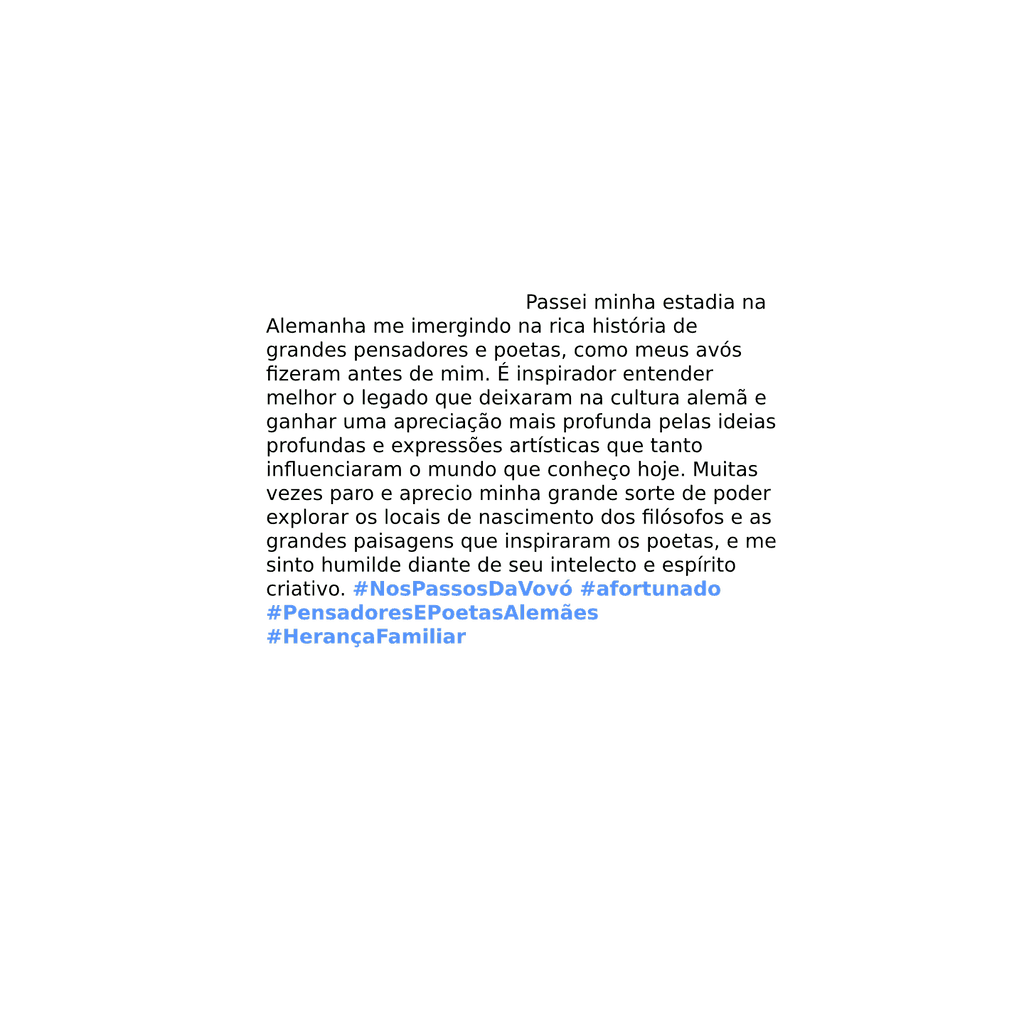 Passei minha estadia na
Alemanha me imergindo na rica história de
grandes pensadores e poetas, como meus avós
fizeram antes de mim. É inspirador entender
melhor o legado que deixaram na cultura alemã e
ganhar uma apreciação mais profunda pelas ideias
profundas e expressões artísticas que tanto
influenciaram o mundo que conheço hoje. Muitas
vezes paro e aprecio minha grande sorte de poder
explorar os locais de nascimento dos filósofos e as
grandes paisagens que inspiraram os poetas, e me
sinto humilde diante de seu intelecto e espírito
criativo. #NosPassosDaVovó #afortunado
#PensadoresEPoetasAlemães
#HerançaFamiliar